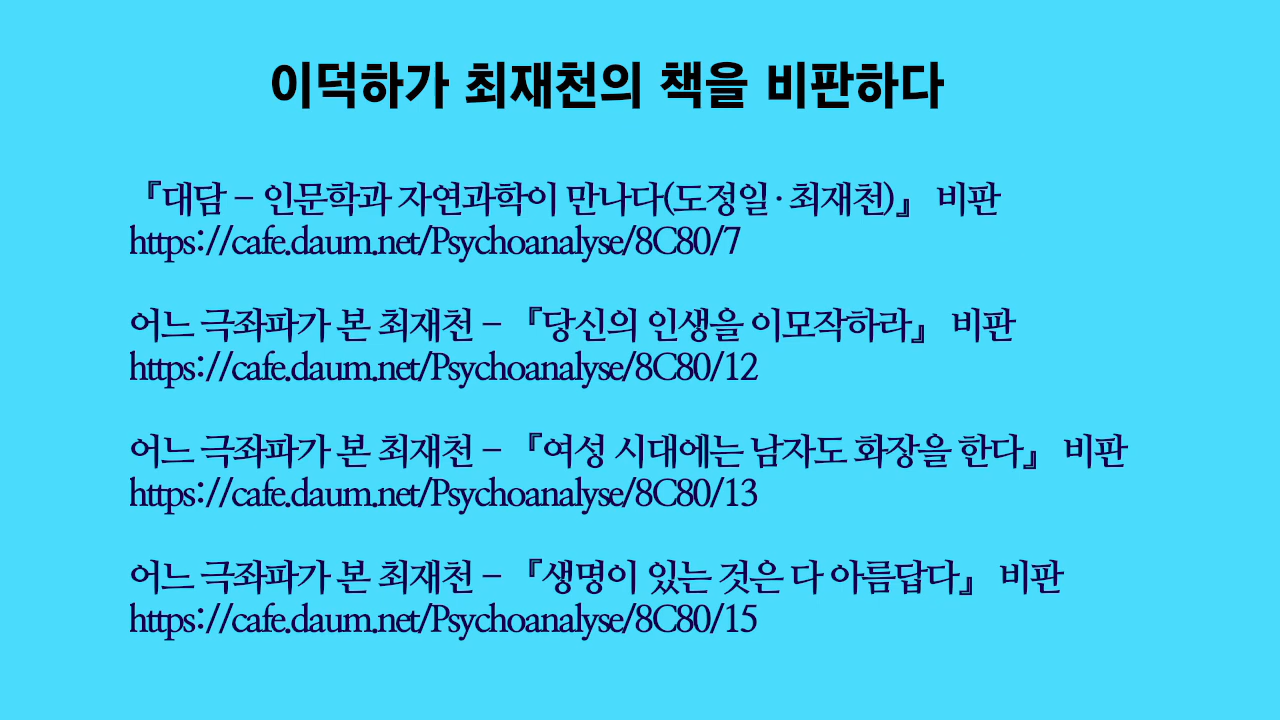 이덕하가 최재천의 책을 비판하다
『대담 – 인문학과 자연과학이 만나다(도정일·최재천)』 비판
https://cafe.daum.net/Psychoanalyse/8C80/7
어느 극좌파가 본 최재천 – 『당신의 인생을 이모작하라』 비판
https://cafe.daum.net/Psychoanalyse/8C80/12
어느 극좌파가 본 최재천 – 『여성 시대에는 남자도 화장을 한다』 비판
https://cafe.daum.net/Psychoanalyse/8C80/13
어느 극좌파가 본 최재천 – 『생명이 있는 것은 다 아름답다』 비판
https://cafe.daum.net/Psychoanalyse/8C80/15